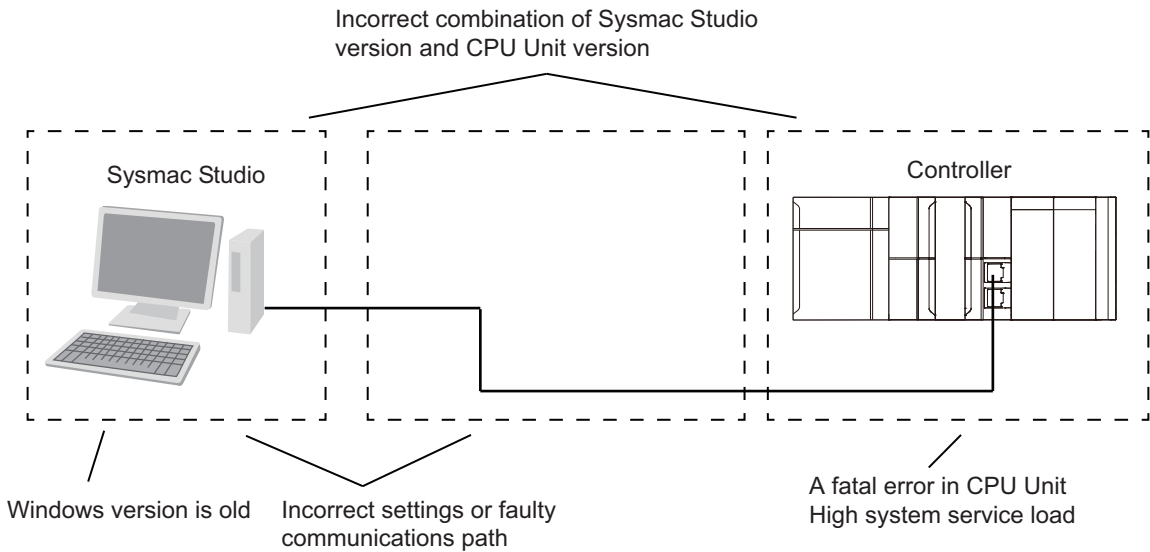 Incorrect combination of Sysmac Studio
version and CPU Unit version
Sysmac Studio
Controller
Windows version is old
Incorrect settings or faulty
communications path
A fatal error in CPU Unit
High system service load